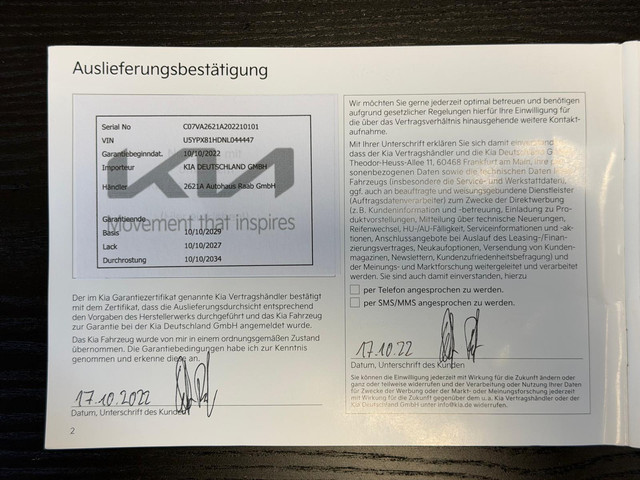 Auslieferungsbestätigung
Serial No C07VA2621A202210101
VIN U5YPX81HDNL044447
Garantiebeginndat. 10/10/2022
Importeur KIA DEUTSCHLAND GMBH
Händler 2621A Autohaus Raab GmbH
KIA
Movement that inspires
Garantieende
Basis 10/10/2029
Lack 10/10/2027
Durchrostung 10/10/2034
Der im Kia Garantiezertifikat genannte Kia Vertragshändler bestätigt
mit dem Zertifikat, dass die Auslieferungsdurchsicht entsprechend
den Vorgaben des Herstellerwerks durchgeführt und das Kia Fahrzeug
zur Garantie bei der Kia Deutschland GmbH angemeldet wurde.
Das Kia Fahrzeug wurde von mir in einem ordnungsgemäßen Zustand
übernommen. Die Garantiebedingungen habe ich zur Kenntnis
genommen und erkenne diese an.
17.10.2022
Datum, Unterschrift des Kunden
2
Wir möchten Sie gerne jederzeit optimal betreuen und benötigen
aufgrund gesetzlicher Regelungen hierfür Ihre Einwilligung für
die über das Vertragsverhältnis hinausgehende weitere Kontakt-
aufnahme.
Mit Ihrer Unterschrift erklären Sie sich damit einverstanden,
dass der Kia Vertragshändler und die Kia Deutschland
Theodor-Heuss-Allee 11, 60468 Frankfurt am Main, Ihre
sonenbezogenen Daten sowie die technischen Daten
Fahrzeugs (insbesondere die Service- und Werkstattdaten),
ggf. auch an beauftragte und weisungsgebundene Dienstleister
(Auftragsdatenverarbeiter) zum Zwecke der Direktwerbung
(z. B. Kundeninformation und -betreuung, Einladung zu Pro-
duktvorstellungen, Mitteilung über technische Neuerungen,
Reifenwechsel, HU-/AU-Fälligkeit, Serviceinformationen und -ak-
tionen, Anschlussangebote bei Auslauf des Leasing-/Finan-
zierungsvertrages, Neukaufoptionen, Versendung von Kunden-
magazinen, Newslettern, Kundenzufriedenheitsbefragung) und
der Meinungs- und Marktforschung weitergeleitet und verarbeitet
werden. Sie sind auch damit einverstanden, hierzu
per Telefon angesprochen zu werden.
per SMS/MMS angesprochen zu werden.
17.10.22
Datum, Unterschrift des Kunden
Sie können die Einwilligung jederzeit mit Wirkung für die Zukunft ändern oder
ganz oder teilweise widerrufen und der Verarbeitung oder Nutzung Ihrer Daten
für Zwecke der Werbung oder der Markt- oder Meinungsforschung jederzeit
mit Wirkung für die Zukunft gegenüber dem o. a. Kia Vertragshändler oder der
Kia Deutschland GmbH unter info@kia.de widerrufen.